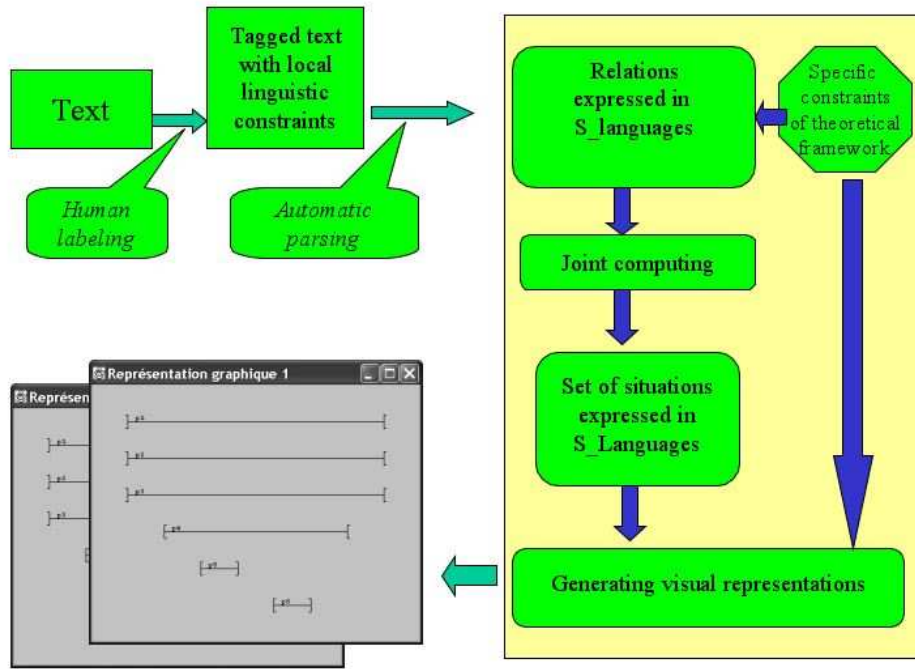 Text
Tagged text
with local
linguistic
constraints
Human
labeling
Automatic
parsing
Relations
expressed in
S_languages
Specific
constraints
of theoretical
framework
Joint computing
Set of situations
expressed in
S_Languages
Generating visual representations
Représentation graphique 1
Représen